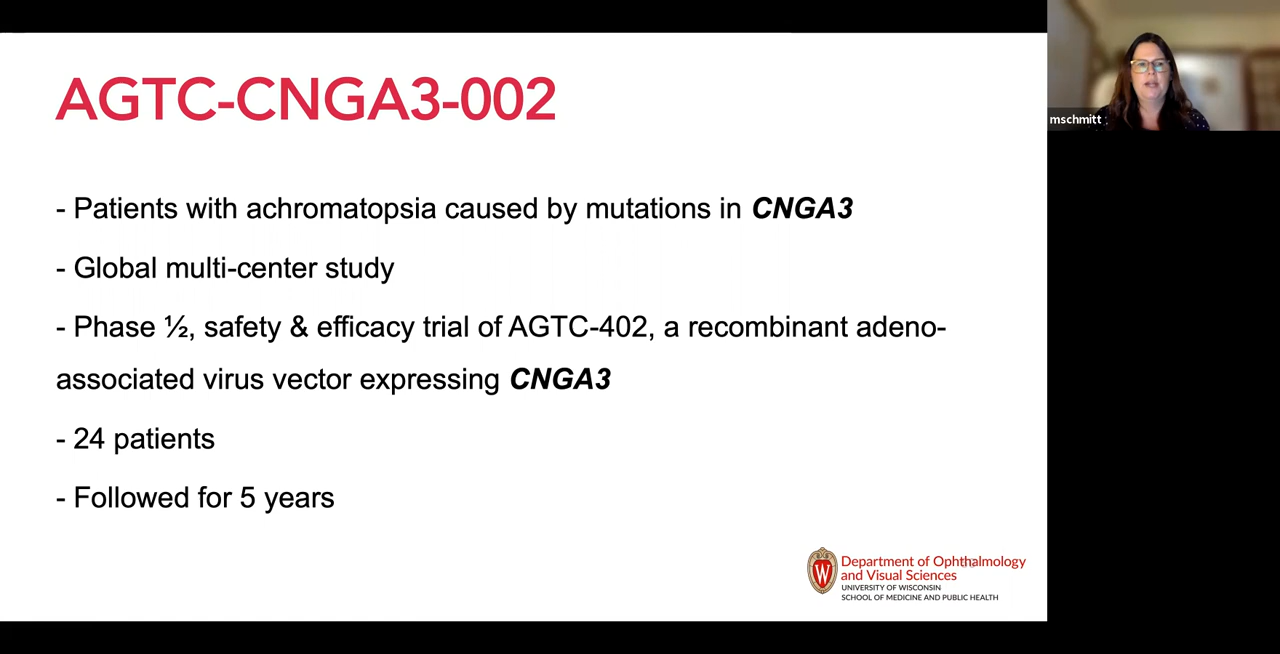 AGTC-CNGA3-002
mschmitt
- Patients with achromatopsia caused by mutations in CNGA3
- Global multi-center study
- Phase ½, safety & efficacy trial of AGTC-402, a recombinant adeno-
associated virus vector expressing CNGA3
- 24 patients
- Followed for 5 years
W
Department of Ophthalmology
and Visual Sciences
UNIVERSITY OF WISCONSIN
SCHOOL OF MEDICINE AND PUBLIC HEALTH